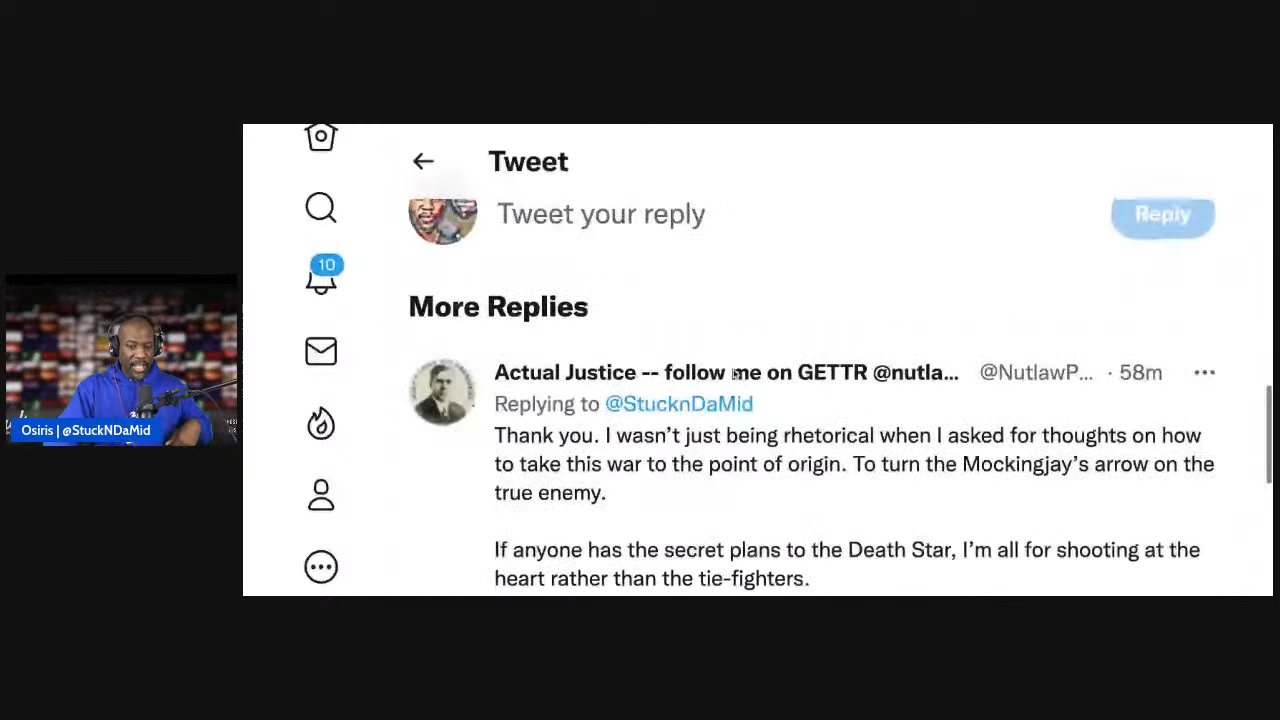 Tweet
Tweet your reply
Reply
10
More Replies
Actual Justice -- follow me on GETTR @nutla... @NutlawP... · 58m
Replying to @StucknDaMid
Thank you. I wasn't just being rhetorical when I asked for thoughts on how
to take this war to the point of origin. To turn the Mockingjay's arrow on the
true enemy.
If anyone has the secret plans to the Death Star, I'm all for shooting at the
heart rather than the tie-fighters.
Osiris | @StuckNDaMid